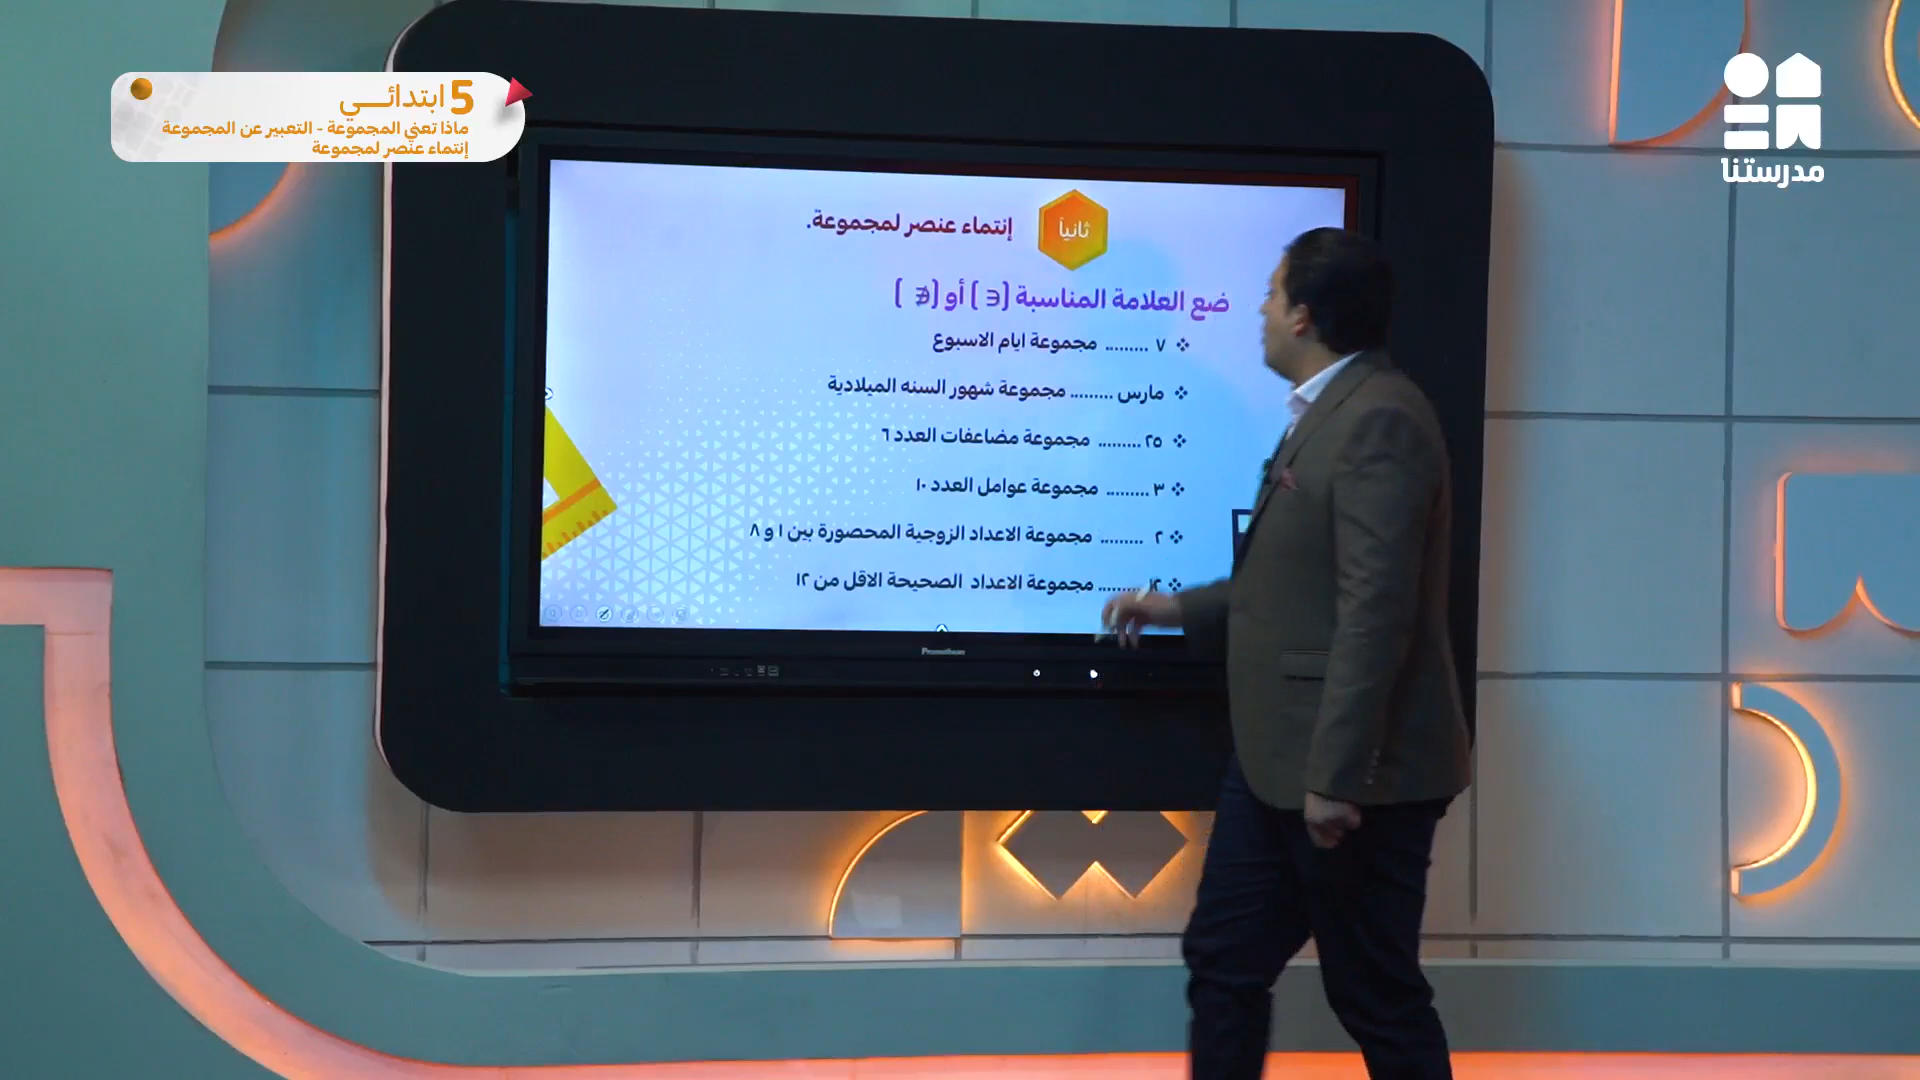 5 ابتدائـــي
ماذا تعني المجموعة - التعبير عن المجموعة
إنتماء عنصر لمجموعة
مدرستنا
ثانياً
إنتماء عنصر لمجموعة.
ضع العلامة المناسبة (∋) أو (∌)
❖ ٧ ......... مجموعة ايام الاسبوع
❖ مارس ......... مجموعة شهور السنه الميلادية
❖ ٢٥ ......... مجموعة مضاعفات العدد ٦
❖ ٣ ......... مجموعة عوامل العدد ١٠
❖ ٢ ......... مجموعة الاعداد الزوجية المحصورة بين ١ و ٨
❖ ١٢ ......... مجموعة الاعداد الصحيحة الاقل من ١٢
Promethean